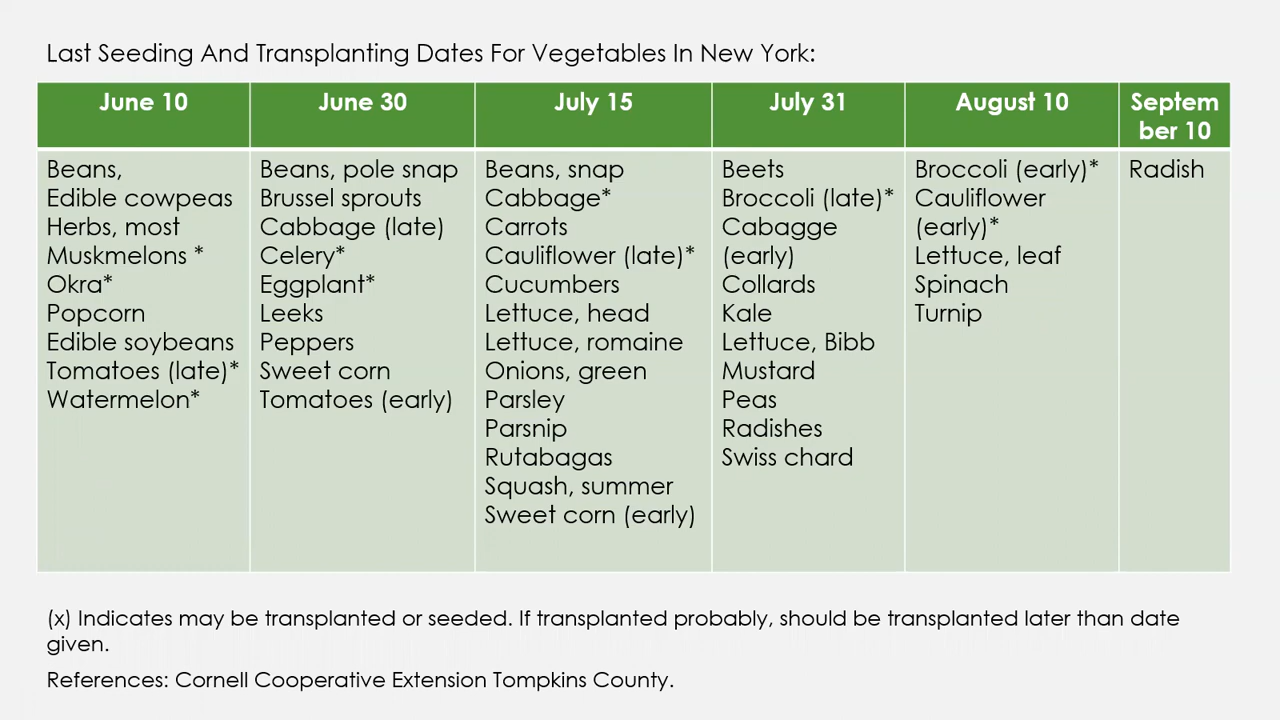 Last Seeding And Transplanting Dates For Vegetables In New York:
June 10
June 30
July 15
July 31
August 10
Septem
ber 10
Beans,
Edible cowpeas
Herbs, most
Muskmelons *
Okra*
Popcorn
Edible soybeans
Tomatoes (late)*
Watermelon*
Beans, pole snap
Brussel sprouts
Cabbage (late)
Celery*
Eggplant*
Leeks
Peppers
Sweet corn
Tomatoes (early)
Beans, snap
Cabbage*
Carrots
Cauliflower (late)*
Cucumbers
Lettuce, head
Lettuce, romaine
Onions, green
Parsley
Parsnip
Rutabagas
Squash, summer
Sweet corn (early)
Beets
Broccoli (late)*
Cabagge
(early)
Collards
Kale
Lettuce, Bibb
Mustard
Peas
Radishes
Swiss chard
Broccoli (early)*
Cauliflower
(early)*
Lettuce, leaf
Spinach
Turnip
Radish
(x) Indicates may be transplanted or seeded. If transplanted probably, should be transplanted later than date
given.
References: Cornell Cooperative Extension Tompkins County.